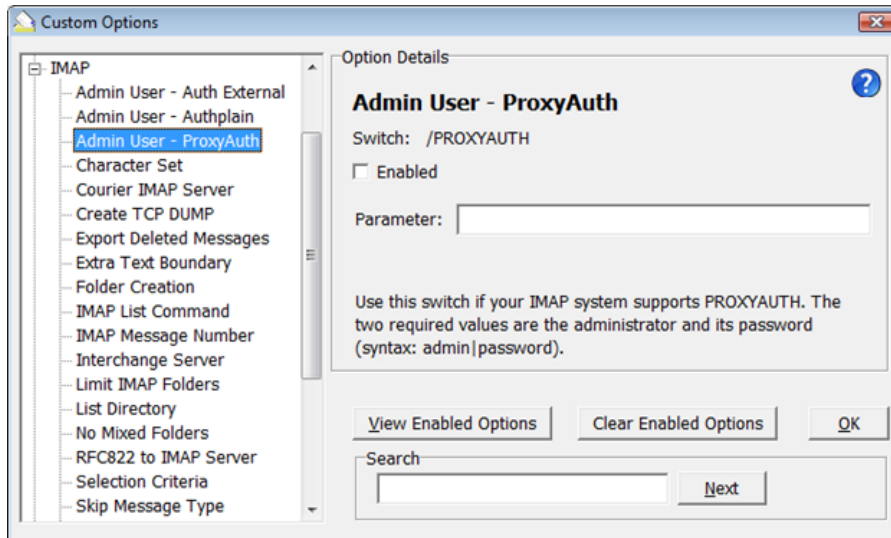 Custom Options
IMAP
Admin User - Auth External
Admin User - Authplain
Admin User - ProxyAuth
Character Set
Courier IMAP Server
Create TCP DUMP
Export Deleted Messages
Extra Text Boundary
Folder Creation
IMAP List Command
IMAP Message Number
Interchange Server
Limit IMAP Folders
List Directory
No Mixed Folders
RFC822 to IMAP Server
Selection Criteria
Skip Message Type
Option Details
?
Admin User - ProxyAuth
Switch: /PROXYAUTH
Enabled
Parameter:
Use this switch if your IMAP system supports PROXYAUTH. The
two required values are the administrator and its password
(syntax: admin|password).
View Enabled Options
Clear Enabled Options
OK
Search
Next